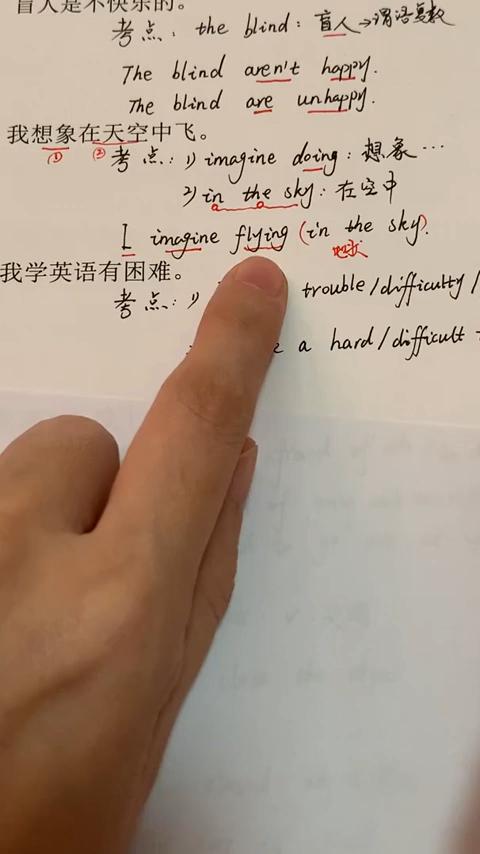 盲人是不快乐的。
考点: the blind: 盲人→谓语复数
The blind aren't happy.
The blind are unhappy.
我想象在天空中飞。
① ②
考点: 1) imagine doing: 想象…
2) in the sky: 在空中
I imagine flying (in the sky).
地状
我学英语有困难。
考点: 1) trouble/difficulty/
a hard/difficult